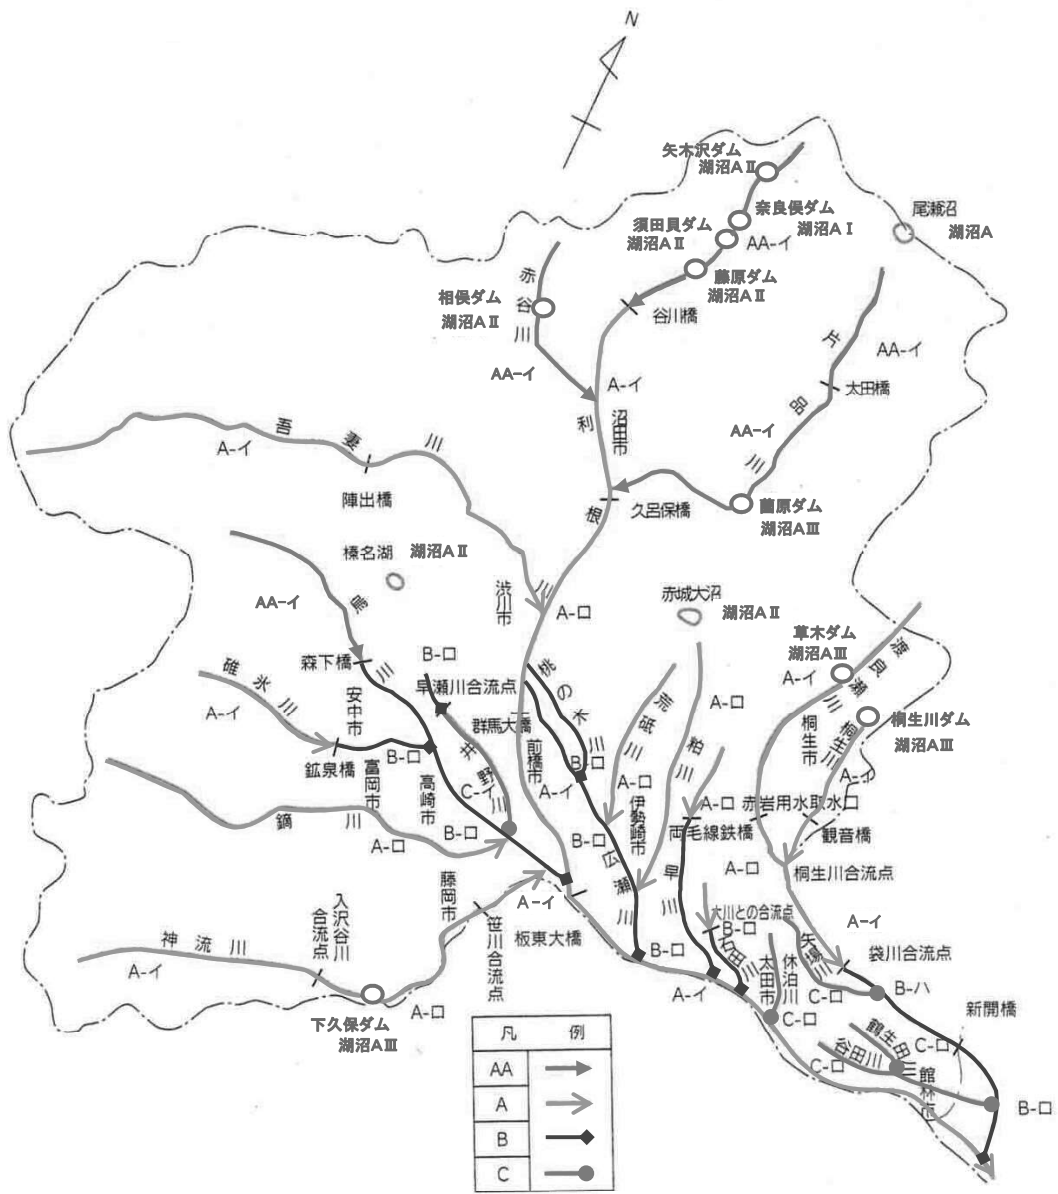 N
矢木沢ダム
湖沼AⅡ
奈良俣ダム
湖沼AⅠ
須田貝ダム
湖沼AⅡ
AA-イ
藤原ダム
湖沼AⅡ
尾瀬沼
湖沼A
谷川橋
赤谷川
相俣ダム
湖沼AⅡ
AA-イ
A-イ
利根川
沼田市
片品川
AA-イ
太田橋
AA-イ
薗原ダム
湖沼AⅢ
久呂保橋
吾妻川
A-イ
陣出橋
榛名湖 湖沼AⅡ
渋川市
A-ロ
赤城大沼
湖沼AⅡ
AA-イ
烏川
森下橋
碓氷川
A-イ
安中市
鉱泉橋
B-ロ
早瀬川合流点
群馬大橋
前橋市
井野川
C-イ
B-ロ
高崎市
富岡市
B-ロ
鏑川
A-ロ
桃の木川
B-ロ
A-イ
B-ロ
広瀬川
荒砥川
A-ロ
伊勢崎市
粕川
A-ロ
草木ダム
湖沼AⅢ
A-イ
渡良瀬川
桐生市
桐生川
桐生川ダム
湖沼AⅢ
A-イ
A-ロ
赤岩用水取水口
両毛線鉄橋
観音橋
A-ロ
桐生川合流点
早川
大川との合流点
B-ロ
石田川
A-イ
袋川合流点
矢場川
太田市
休泊川
C-ロ
B-ハ
新開橋
藤岡市
笹川合流点
A-イ
板東大橋
B-ロ
A-イ
入沢谷川
合流点
神流川
A-イ
下久保ダム
湖沼AⅢ
A-ロ
C-ロ
鶴生田川
谷田川
C-ロ
C-ロ
館林市
B-ロ
凡 例
AA
A
B
C